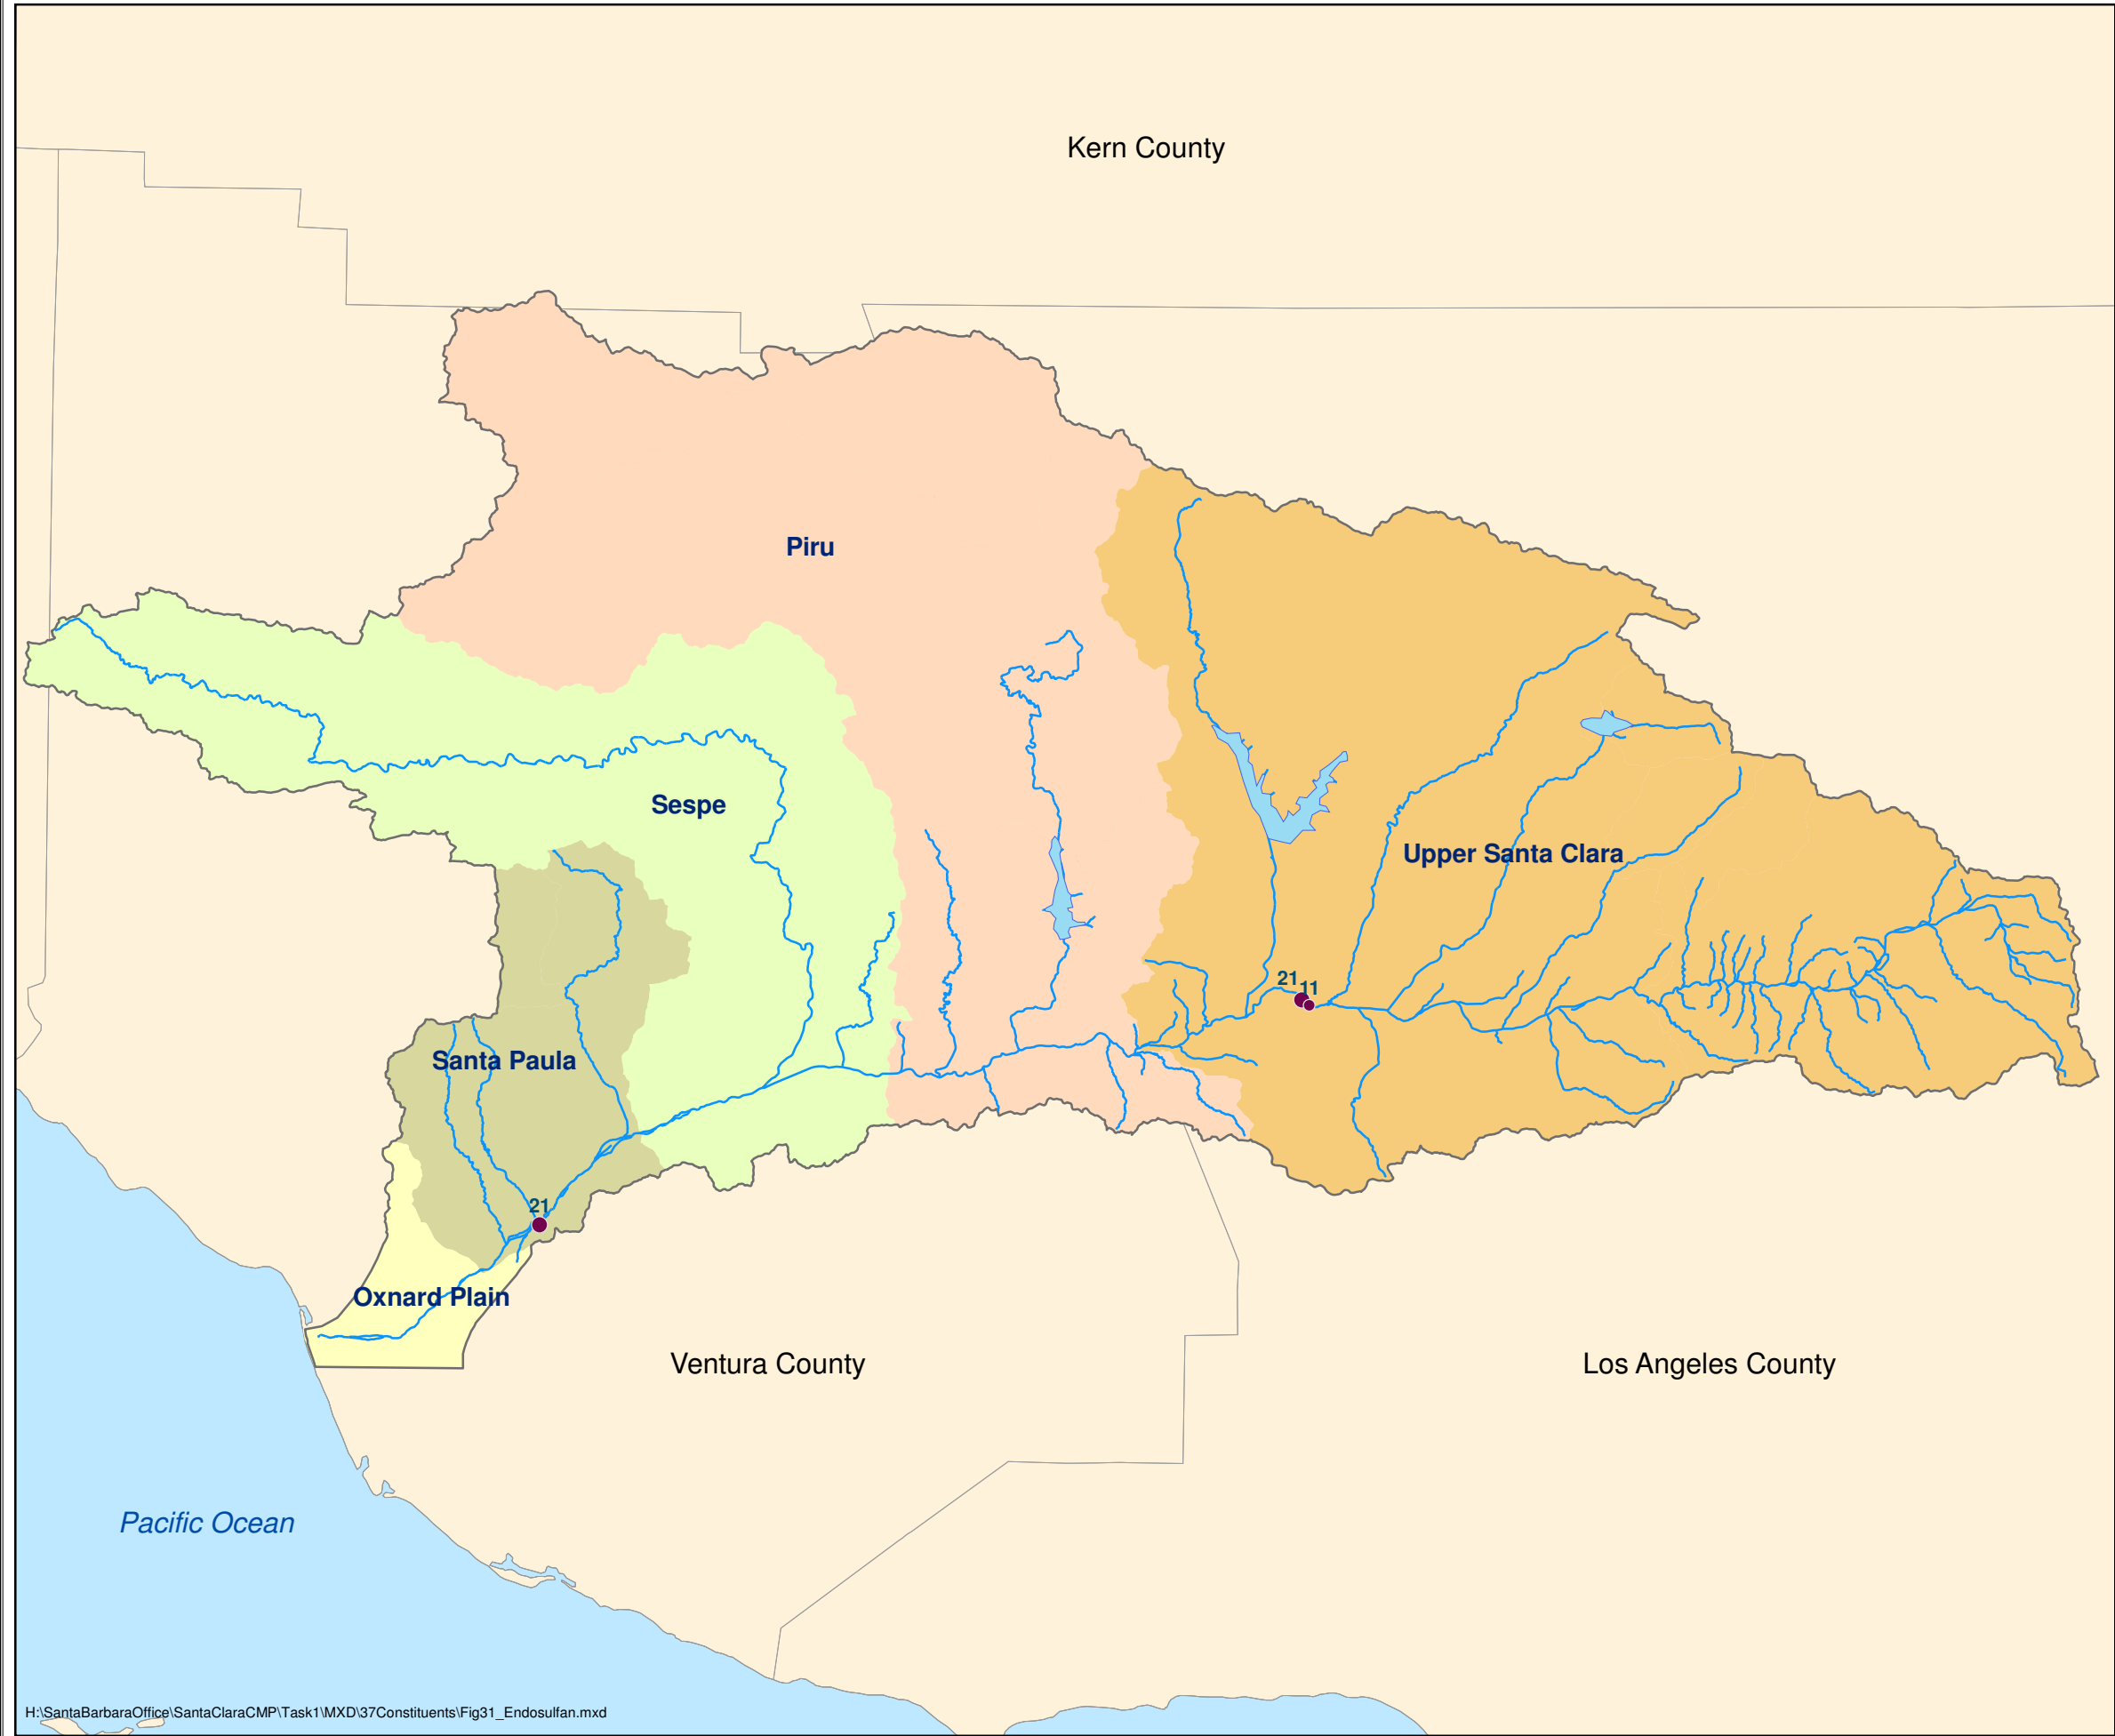 Kern County
Piru
Sespe
Upper Santa Clara
21
11
Santa Paula
21
Oxnard Plain
Ventura County
Los Angeles County
Pacific Ocean
H:\SantaBarbaraOffice\SantaClaraCMP\Task1\MXD\37Constituents\Fig31_Endosulfan.mxd